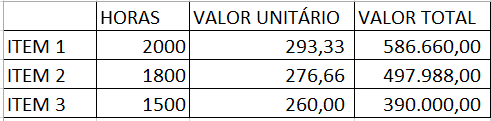 HORAS VALOR UNITÁRIO VALOR TOTAL
ITEM 1 2000 293,33 586.660,00
ITEM 2 1800 276,66 497.988,00
ITEM 3 1500 260,00 390.000,00